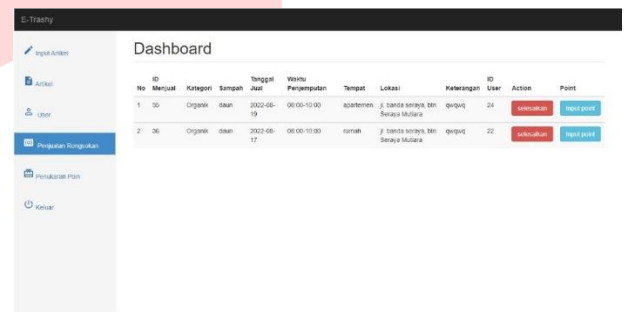 E-Trashy
Input Artikel
Artikel
User
Penjualan Rongsokan
Penukaran Poin
Keluar
Dashboard
No ID Menjual Kategori Sampah Tanggal Jual Waktu Penjemputan Tempat Lokasi Keterangan ID User Action Point
1 35 Organik daun 2022-06-19 08:00-10:00 apartemen jl. banda seraya, btn Seraya Mutiara qwqwq 24 selesaikan input point
2 36 Organik daun 2022-06-17 08:00-10:00 rumah jl. banda seraya, btn Seraya Mutiara qwqwq 22 selesaikan input point